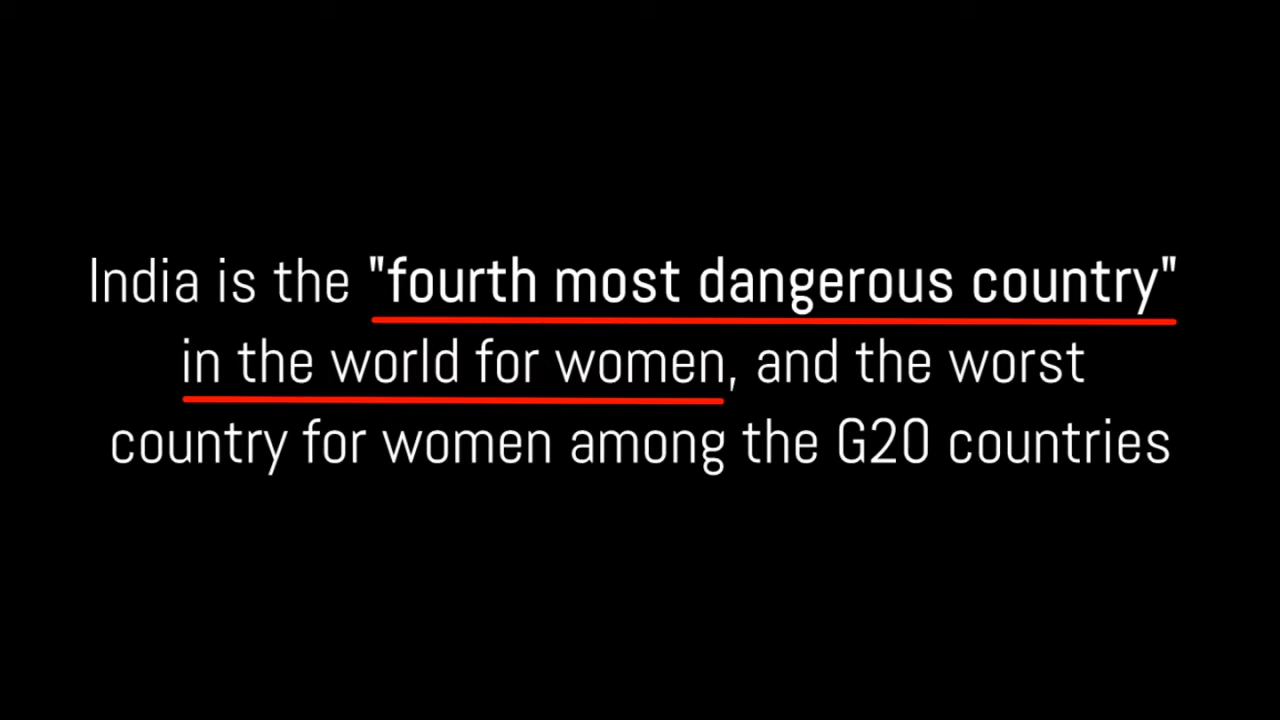 India is the "fourth most dangerous country"
in the world for women, and the worst
country for women among the G20 countries